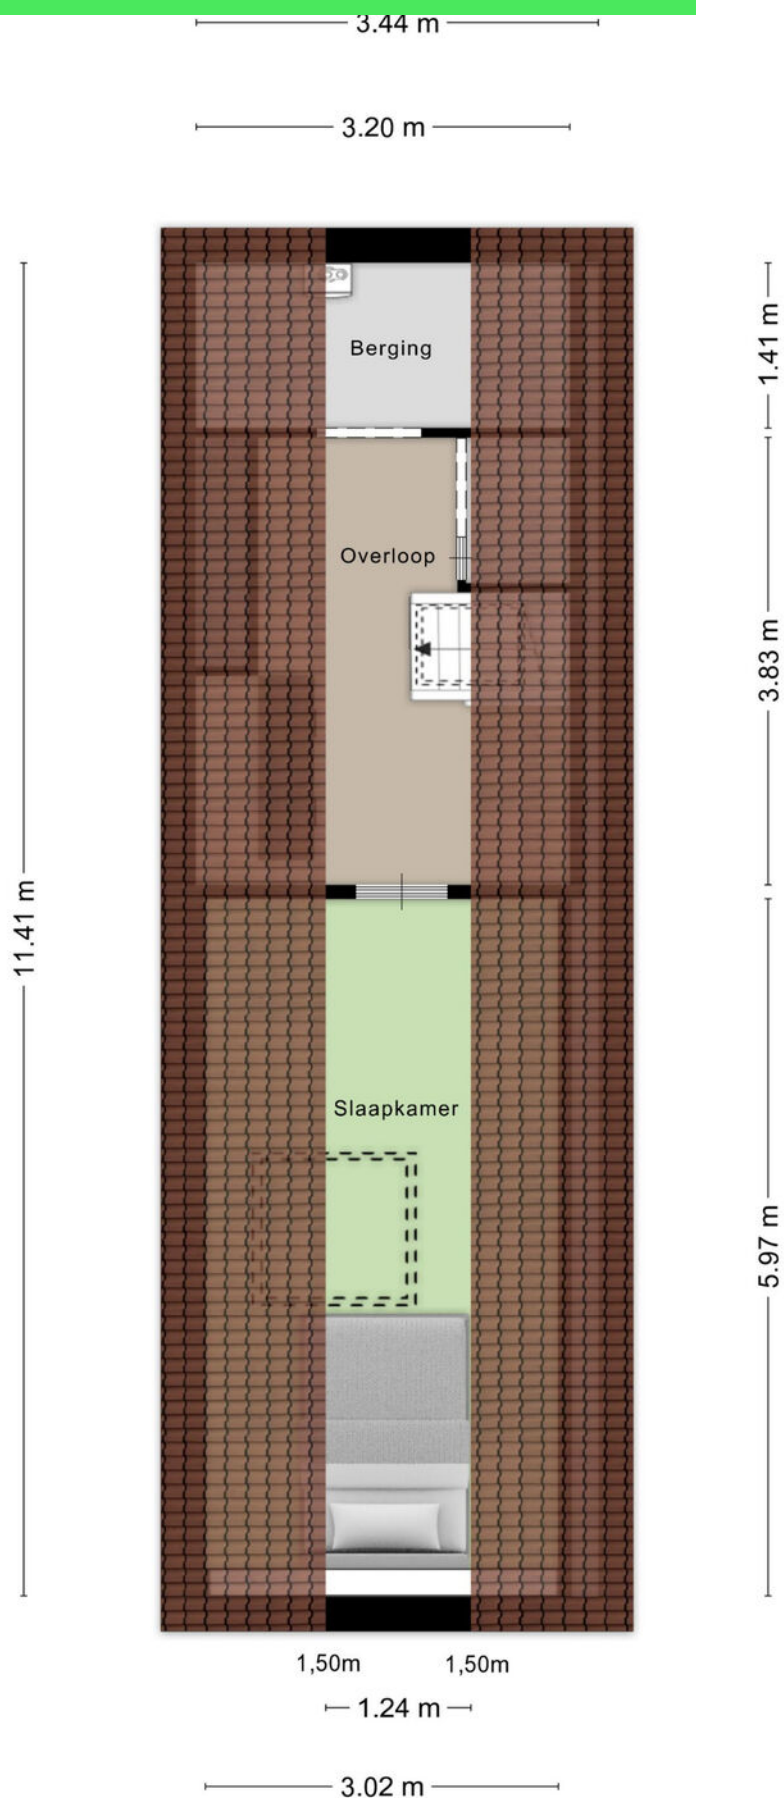 3.44 m
3.20 m
Berging
1.41 m
Overloop
3.83 m
11.41 m
Slaapkamer
5.97 m
1,50m 1,50m
1.24 m
3.02 m